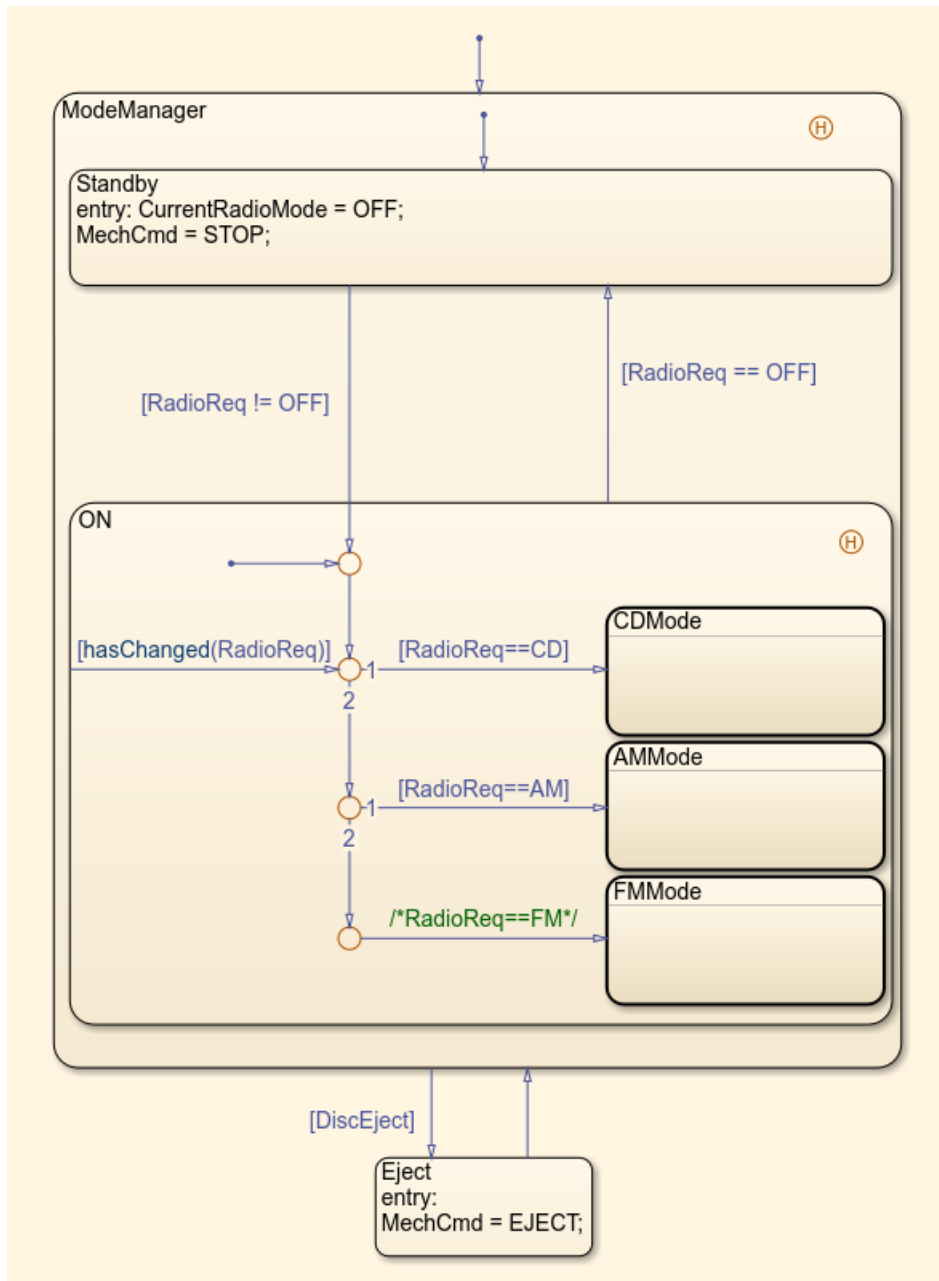 ModeManager
H
Standby
entry: CurrentRadioMode = OFF;
MechCmd = STOP;
[RadioReq != OFF]
[RadioReq == OFF]
ON
H
[hasChanged(RadioReq)]
1
[RadioReq==CD]
CDMode
2
1
[RadioReq==AM]
AMMode
2
/*RadioReq==FM*/
FMMode
[DiscEject]
Eject
entry:
MechCmd = EJECT;